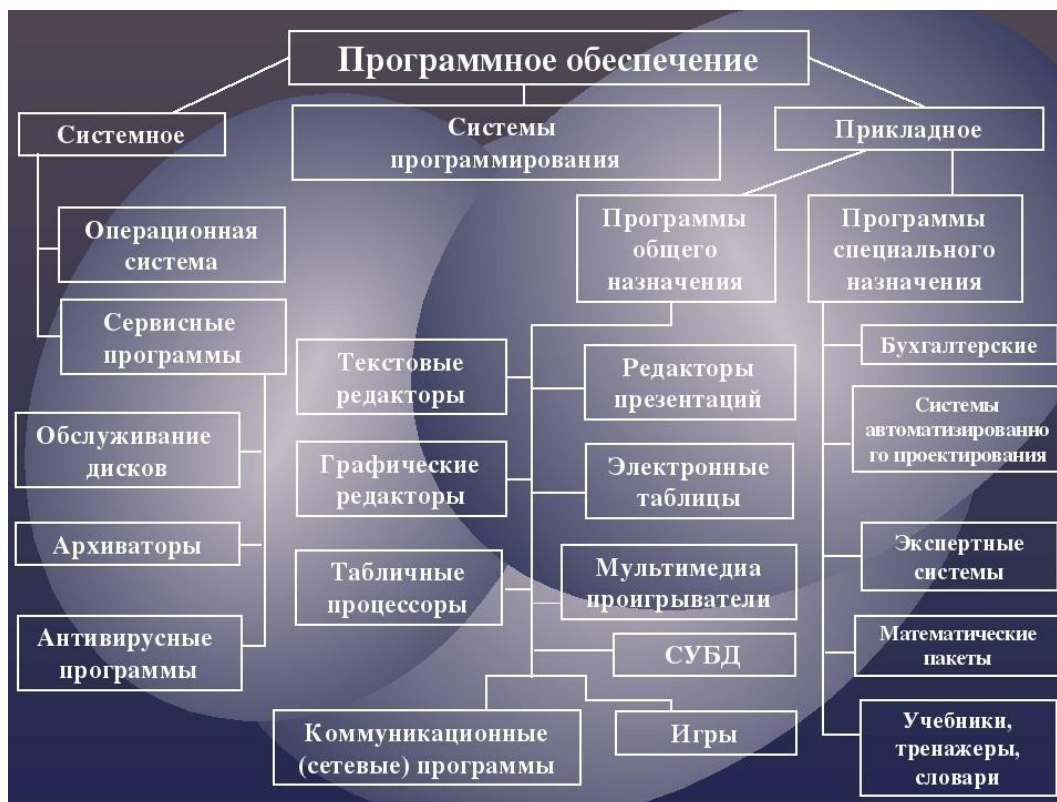 Программное обеспечение
Системное
Системы
программирования
Прикладное
Операционная
система
Сервисные
программы
Обслуживание
дисков
Архиваторы
Антивирусные
программы
Программы
общего
назначения
Текстовые
редакторы
Редакторы
презентаций
Графические
редакторы
Электронные
таблицы
Табличные
процессоры
Мультимедиа
проигрыватели
СУБД
Коммуникационные
(сетевые) программы
Игры
Программы
специального
назначения
Бухгалтерские
Системы
автоматизированно
го проектирования
Экспертные
системы
Математические
пакеты
Учебники,
тренажеры,
словари